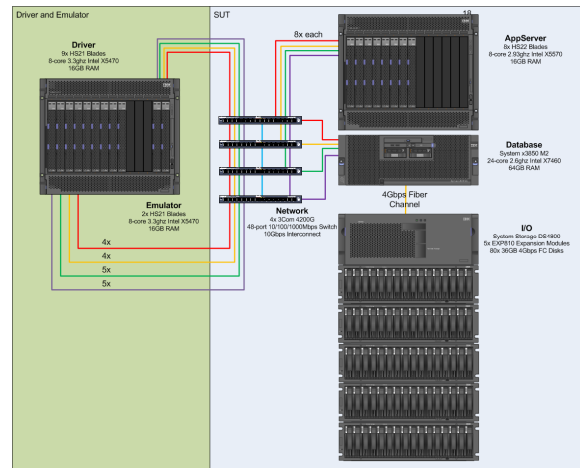 Driver and Emulator
SUT
18
8x each
Driver
9x HS21 Blades
8-core 3.3ghz Intel X5470
16GB RAM
AppServer
8x HS22 Blades
8-core 2.93ghz Intel X5570
16GB RAM
Database
System x3850 M2
24-core 2.6ghz Intel X7460
64GB RAM
4Gbps Fiber
Channel
Emulator
2x HS21 Blades
8-core 3.3ghz Intel X5470
16GB RAM
Network
4x 3Com 4200G
48-port 10/100/1000Mbps Switch
10Gbps Interconnect
I/O
System Storage DS4800
5x EXP810 Expansion Modules
80x 36GB 4Gbps FC Disks
4x
4x
5x
5x